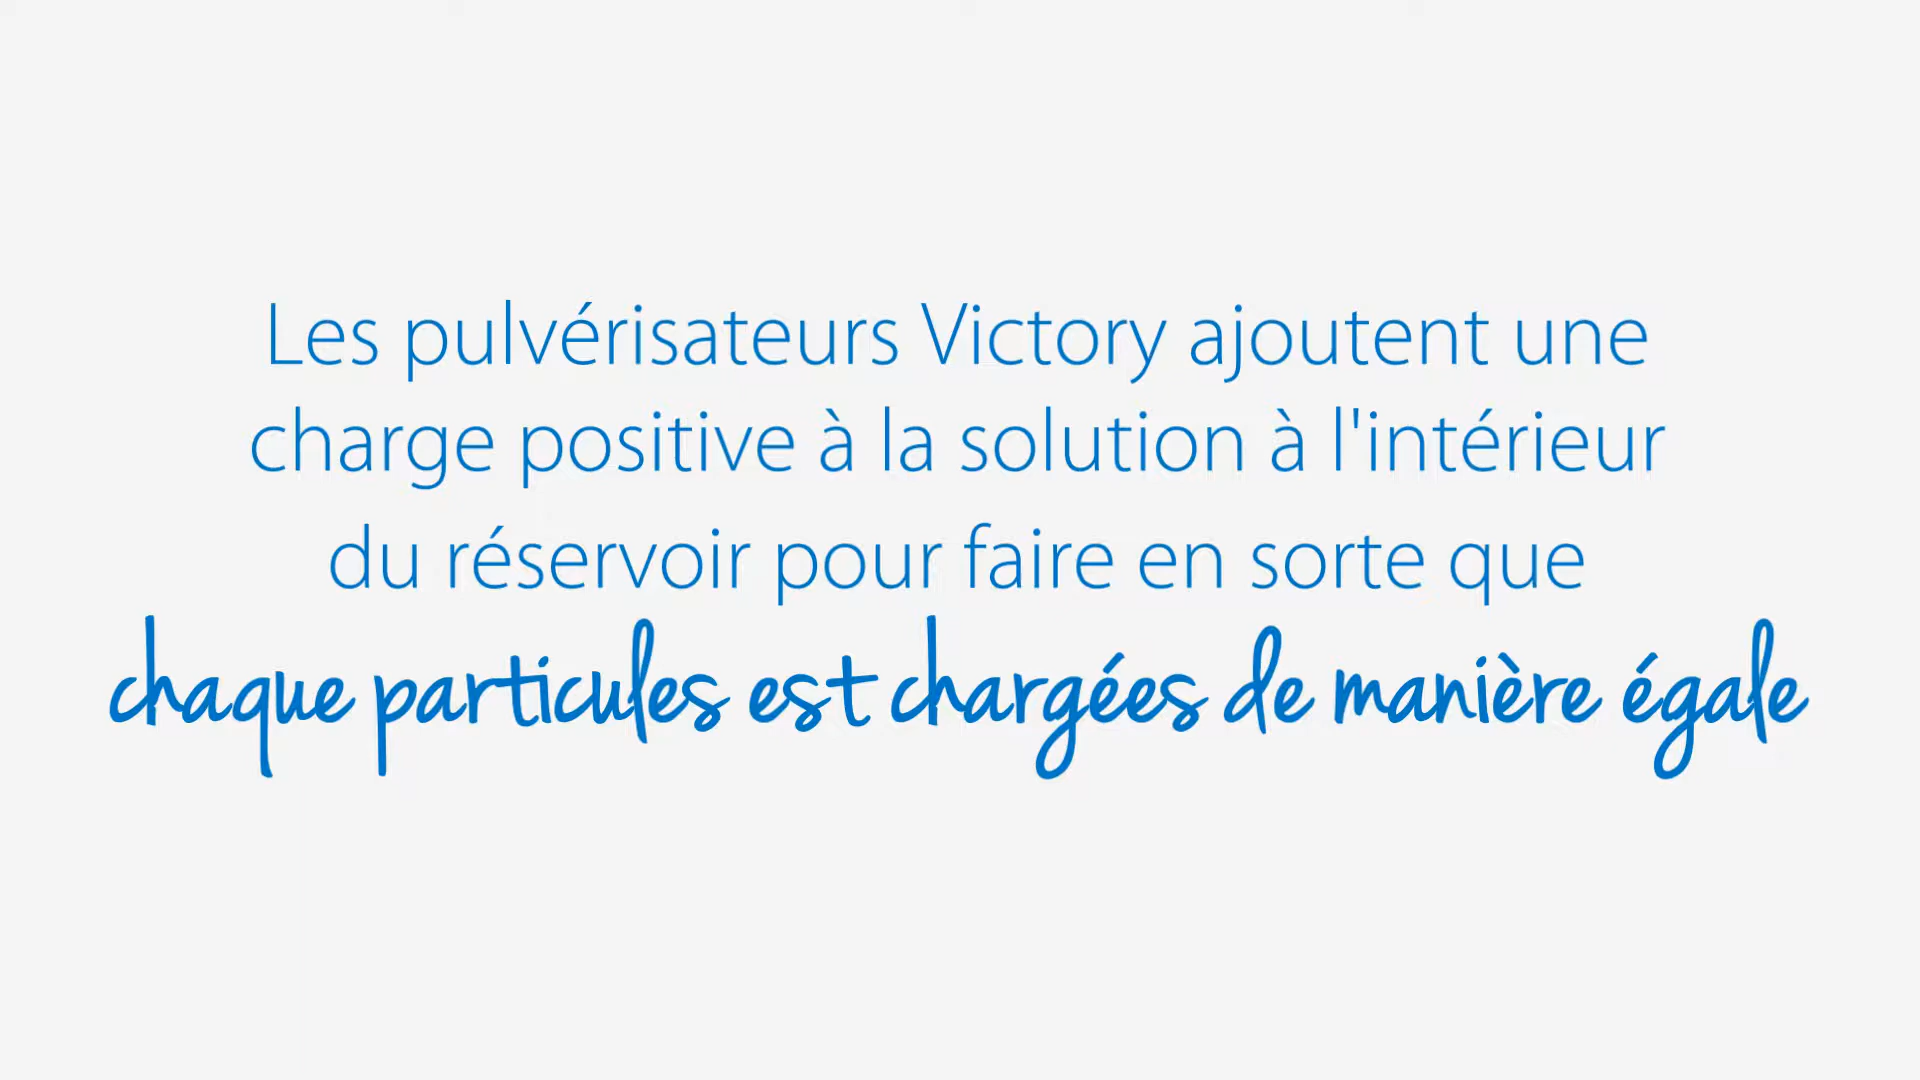 Les pulvérisateurs Victory ajoutent une
charge positive à la solution à l'intérieur
du réservoir pour faire en sorte que
chaque particules est chargées de manière égale